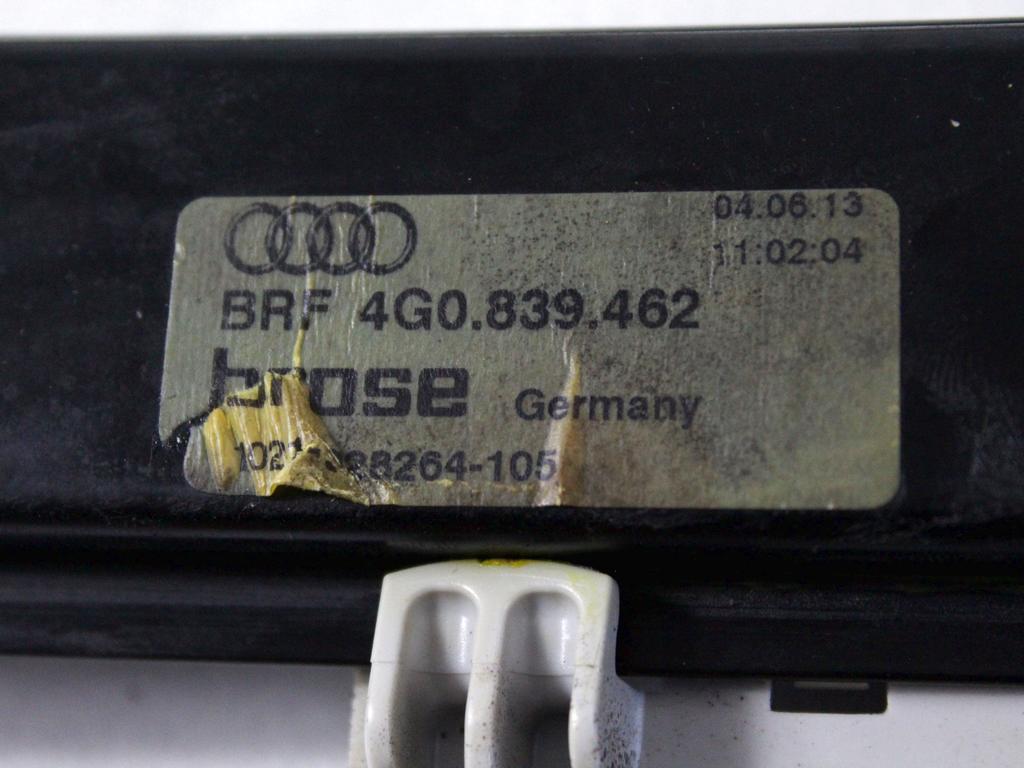 04.06.13
11:02:04
BRF 4G0.839.462
brose Germany